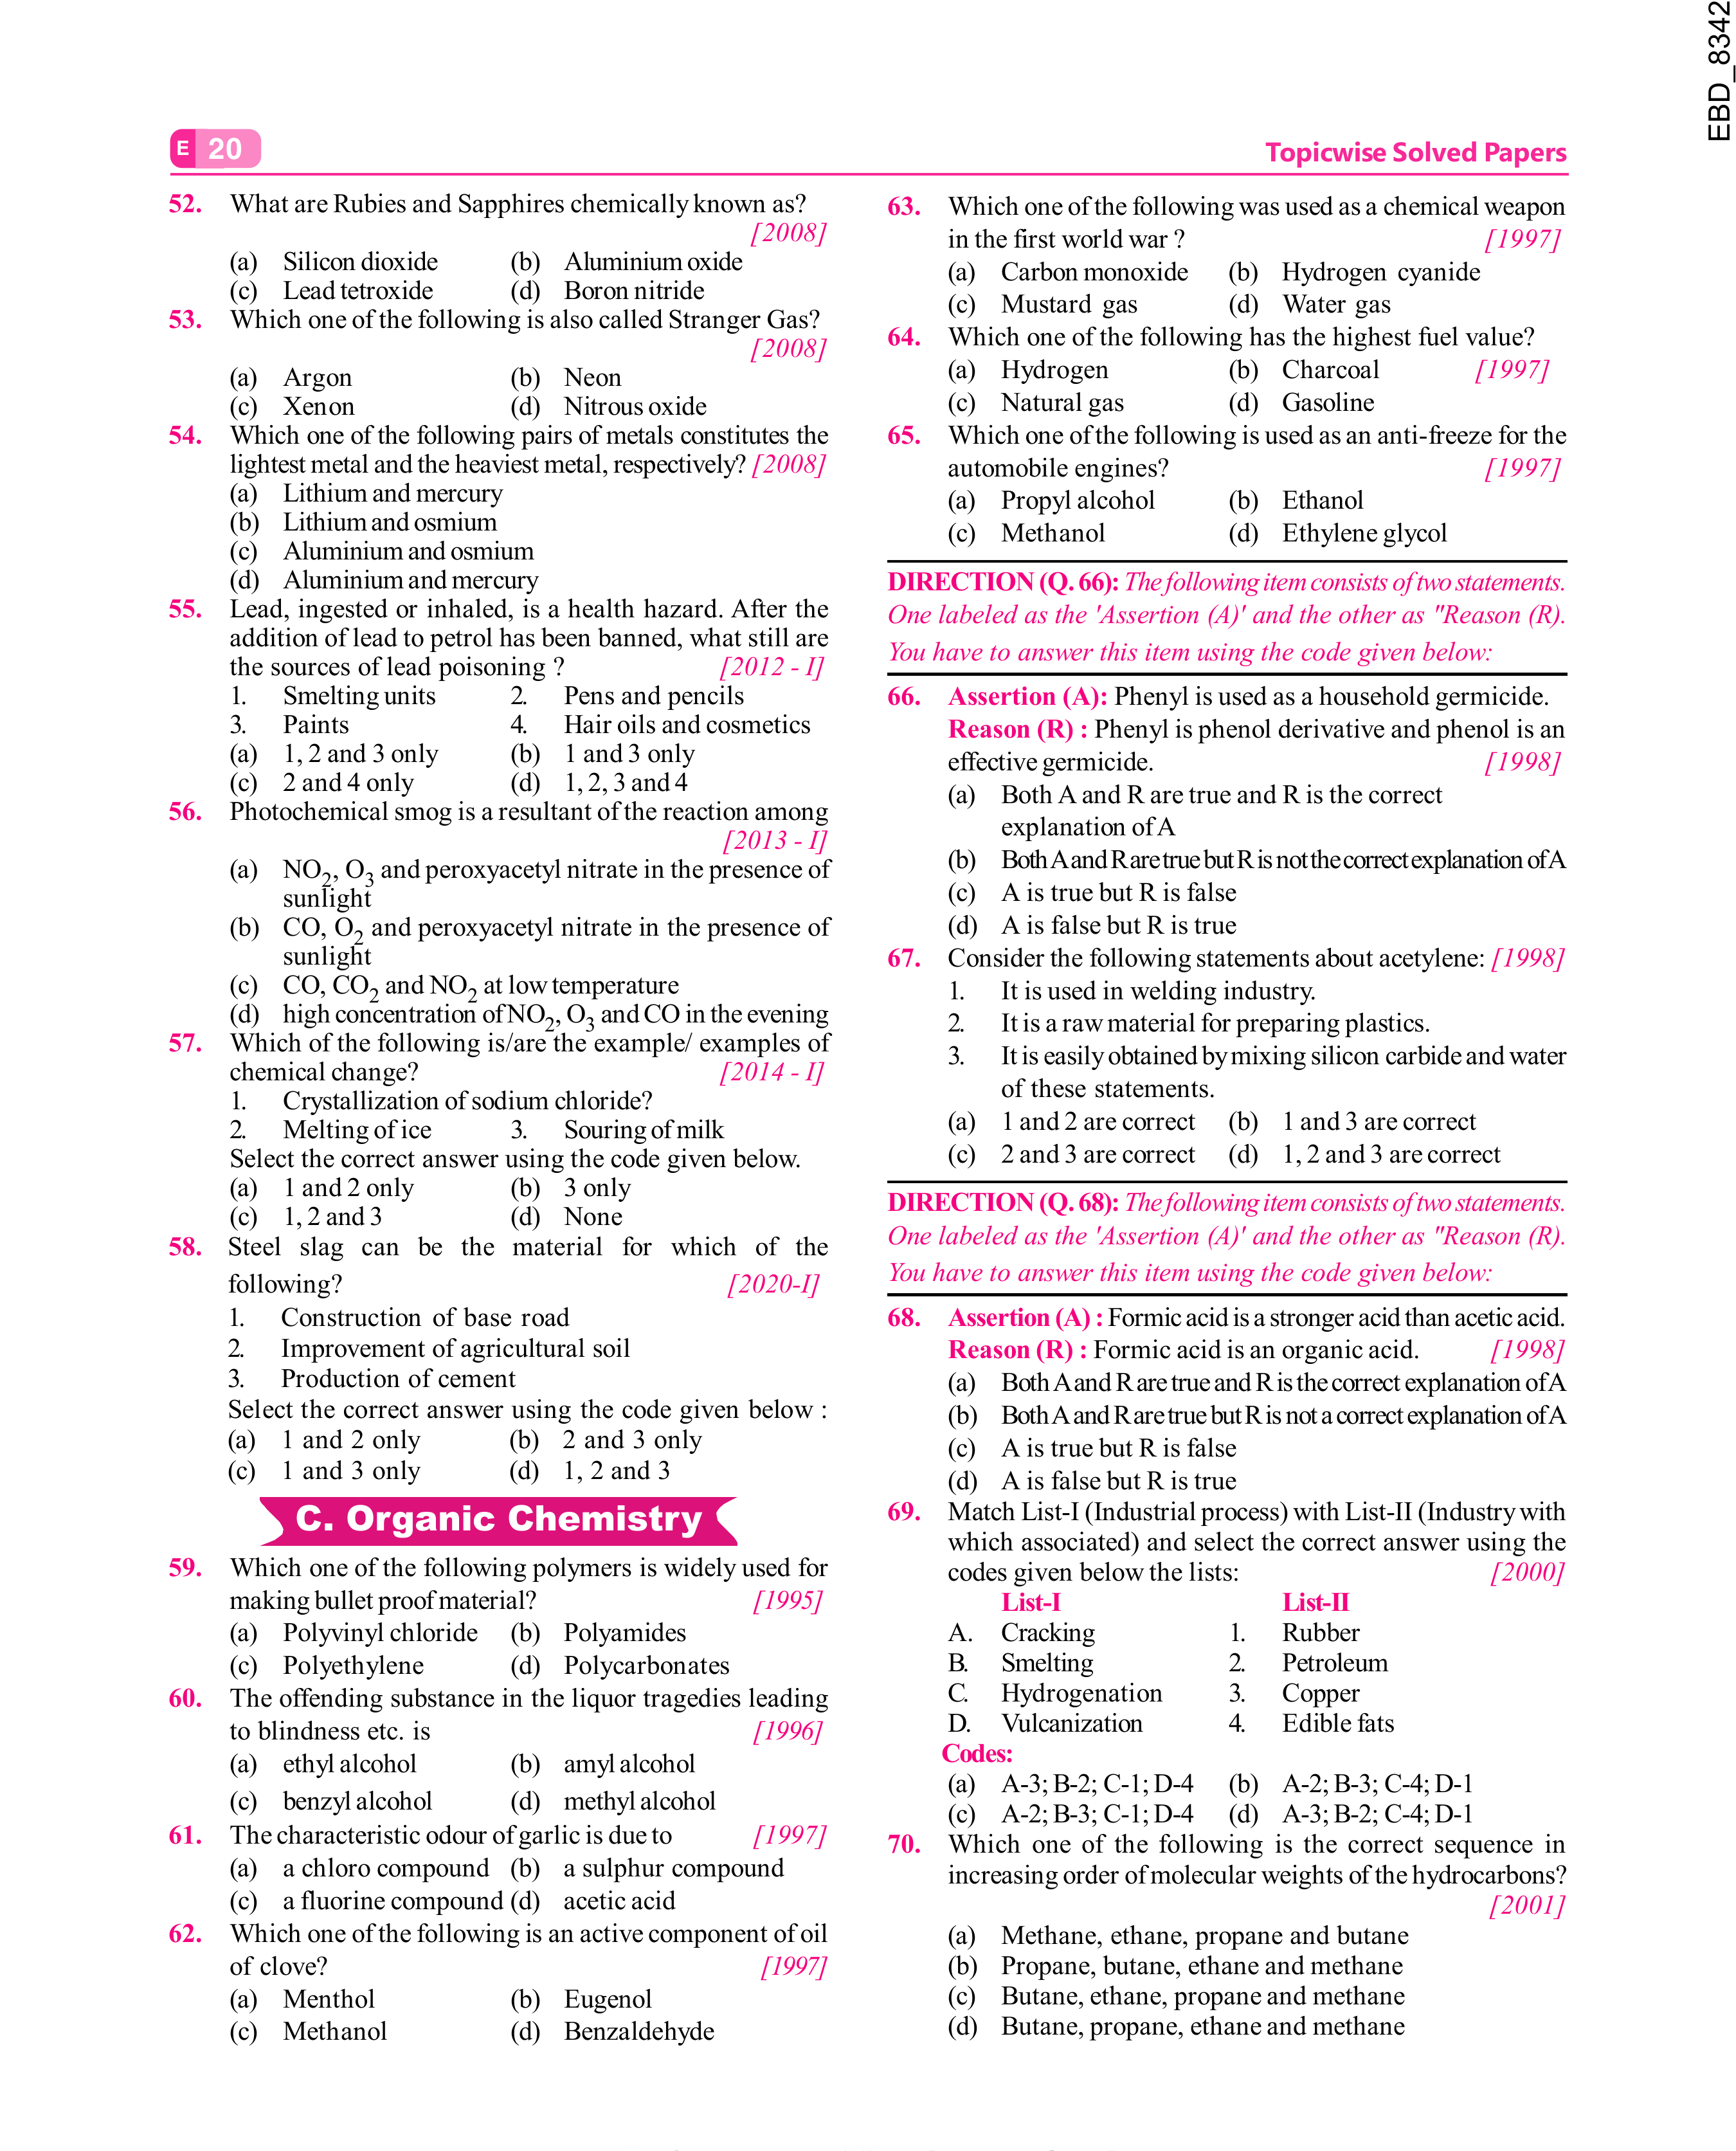 EBD_8342
E 20
Topicwise Solved Papers
52. What are Rubies and Sapphires chemically known as?
[2008]
(a) Silicon dioxide (b) Aluminium oxide
(c) Lead tetroxide (d) Boron nitride
53. Which one of the following is also called Stranger Gas?
[2008]
(a) Argon (b) Neon
(c) Xenon (d) Nitrous oxide
54. Which one of the following pairs of metals constitutes the
lightest metal and the heaviest metal, respectively? [2008]
(a) Lithium and mercury
(b) Lithium and osmium
(c) Aluminium and osmium
(d) Aluminium and mercury
55. Lead, ingested or inhaled, is a health hazard. After the
addition of lead to petrol has been banned, what still are
the sources of lead poisoning ? [2012 - I]
1. Smelting units 2. Pens and pencils
3. Paints 4. Hair oils and cosmetics
(a) 1, 2 and 3 only (b) 1 and 3 only
(c) 2 and 4 only (d) 1, 2, 3 and 4
56. Photochemical smog is a resultant of the reaction among
[2013 - I]
(a) NO2, O3 and peroxyacetyl nitrate in the presence of
sunlight
(b) CO, O2 and peroxyacetyl nitrate in the presence of
sunlight
(c) CO, CO2 and NO2 at low temperature
(d) high concentration of NO2, O3 and CO in the evening
57. Which of the following is/are the example/ examples of
chemical change? [2014 - I]
1. Crystallization of sodium chloride?
2. Melting of ice 3. Souring of milk
Select the correct answer using the code given below.
(a) 1 and 2 only (b) 3 only
(c) 1, 2 and 3 (d) None
58. Steel slag can be the material for which of the
following? [2020-I]
1. Construction of base road
2. Improvement of agricultural soil
3. Production of cement
Select the correct answer using the code given below :
(a) 1 and 2 only (b) 2 and 3 only
(c) 1 and 3 only (d) 1, 2 and 3
C. Organic Chemistry
59. Which one of the following polymers is widely used for
making bullet proof material? [1995]
(a) Polyvinyl chloride (b) Polyamides
(c) Polyethylene (d) Polycarbonates
60. The offending substance in the liquor tragedies leading
to blindness etc. is [1996]
(a) ethyl alcohol (b) amyl alcohol
(c) benzyl alcohol (d) methyl alcohol
61. The characteristic odour of garlic is due to [1997]
(a) a chloro compound (b) a sulphur compound
(c) a fluorine compound (d) acetic acid
62. Which one of the following is an active component of oil
of clove? [1997]
(a) Menthol (b) Eugenol
(c) Methanol (d) Benzaldehyde
63. Which one of the following was used as a chemical weapon
in the first world war ? [1997]
(a) Carbon monoxide (b) Hydrogen cyanide
(c) Mustard gas (d) Water gas
64. Which one of the following has the highest fuel value?
(a) Hydrogen (b) Charcoal [1997]
(c) Natural gas (d) Gasoline
65. Which one of the following is used as an anti-freeze for the
automobile engines? [1997]
(a) Propyl alcohol (b) Ethanol
(c) Methanol (d) Ethylene glycol
DIRECTION (Q. 66): The following item consists of two statements.
One labeled as the 'Assertion (A)' and the other as "Reason (R).
You have to answer this item using the code given below:
66. Assertion (A): Phenyl is used as a household germicide.
Reason (R) : Phenyl is phenol derivative and phenol is an
effective germicide. [1998]
(a) Both A and R are true and R is the correct
explanation of A
(b) Both A and R are true but R is not the correct explanation of A
(c) A is true but R is false
(d) A is false but R is true
67. Consider the following statements about acetylene: [1998]
1. It is used in welding industry.
2. It is a raw material for preparing plastics.
3. It is easily obtained by mixing silicon carbide and water
of these statements.
(a) 1 and 2 are correct (b) 1 and 3 are correct
(c) 2 and 3 are correct (d) 1, 2 and 3 are correct
DIRECTION (Q. 68): The following item consists of two statements.
One labeled as the 'Assertion (A)' and the other as "Reason (R).
You have to answer this item using the code given below:
68. Assertion (A) : Formic acid is a stronger acid than acetic acid.
Reason (R) : Formic acid is an organic acid. [1998]
(a) Both A and R are true and R is the correct explanation of A
(b) Both A and R are true but R is not a correct explanation of A
(c) A is true but R is false
(d) A is false but R is true
69. Match List-I (Industrial process) with List-II (Industry with
which associated) and select the correct answer using the
codes given below the lists: [2000]
List-I List-II
A. Cracking 1. Rubber
B. Smelting 2. Petroleum
C. Hydrogenation 3. Copper
D. Vulcanization 4. Edible fats
Codes:
(a) A-3; B-2; C-1; D-4 (b) A-2; B-3; C-4; D-1
(c) A-2; B-3; C-1; D-4 (d) A-3; B-2; C-4; D-1
70. Which one of the following is the correct sequence in
increasing order of molecular weights of the hydrocarbons?
[2001]
(a) Methane, ethane, propane and butane
(b) Propane, butane, ethane and methane
(c) Butane, ethane, propane and methane
(d) Butane, propane, ethane and methane